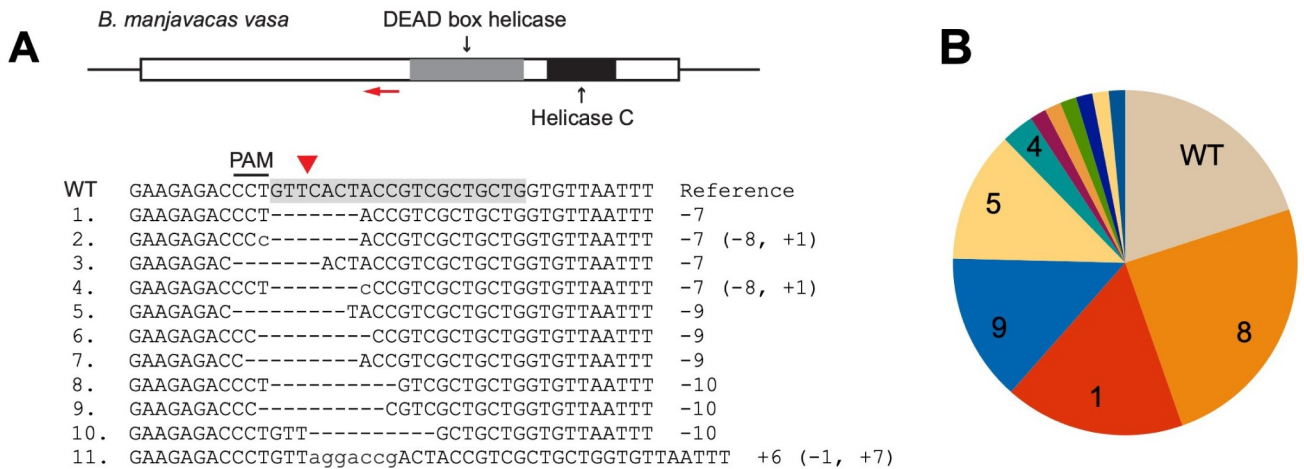 A
B. manjavacas vasa
DEAD box helicase
Helicase C
PAM
WT GAAGAGACCCTGTTCACTACCGTCGCTGCTGGTGTTAATTT Reference
1. GAAGAGACCCT-------ACCGTCGCTGCTGGTGTTAATTT -7
2. GAAGAGACCCc-------ACCGTCGCTGCTGGTGTTAATTT -7 (-8, +1)
3. GAAGAGAC-------ACTACCGTCGCTGCTGGTGTTAATTT -7
4. GAAGAGACCCT-------cCCGTCGCTGCTGGTGTTAATTT -7 (-8, +1)
5. GAAGAGAC---------TACCGTCGCTGCTGGTGTTAATTT -9
6. GAAGAGACCC---------CCGTCGCTGCTGGTGTTAATTT -9
7. GAAGAGACC---------ACCGTCGCTGCTGGTGTTAATTT -9
8. GAAGAGACCCT----------GTCGCTGCTGGTGTTAATTT -10
9. GAAGAGACCC----------CGTCGCTGCTGGTGTTAATTT -10
10. GAAGAGACCCTGTT----------GCTGCTGGTGTTAATTT -10
11. GAAGAGACCCTGTTaggaccgACTACCGTCGCTGCTGGTGTTAATTT +6 (-1, +7)
B
WT
8
1
9
5
4